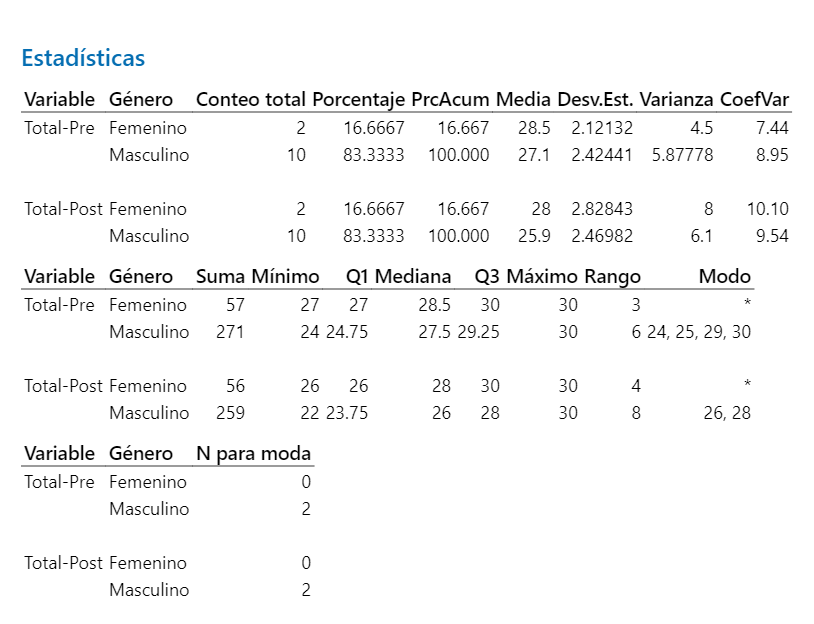 Estadísticas
Variable Género Conteo total Porcentaje PrcAcum Media Desv.Est. Varianza CoefVar
Total-Pre Femenino 2 16.6667 16.667 28.5 2.12132 4.5 7.44
Masculino 10 83.3333 100.000 27.1 2.42441 5.87778 8.95
Total-Post Femenino 2 16.6667 16.667 28 2.82843 8 10.10
Masculino 10 83.3333 100.000 25.9 2.46982 6.1 9.54
Variable Género Suma Mínimo Q1 Mediana Q3 Máximo Rango Modo
Total-Pre Femenino 57 27 27 28.5 30 30 3 *
Masculino 271 24 24.75 27.5 29.25 30 6 24, 25, 29, 30
Total-Post Femenino 56 26 26 28 30 30 4 *
Masculino 259 22 23.75 26 28 30 8 26, 28
Variable Género N para moda
Total-Pre Femenino 0
Masculino 2
Total-Post Femenino 0
Masculino 2